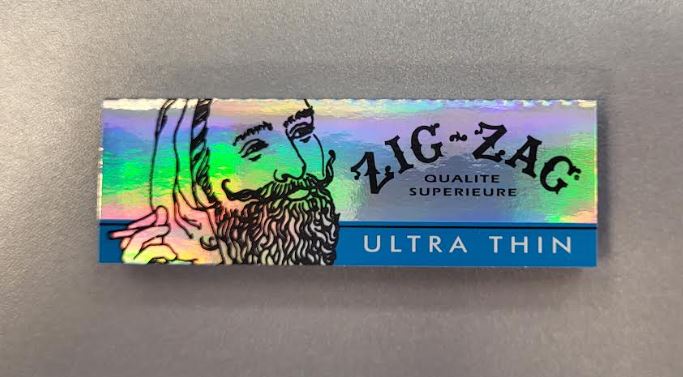 ZIG-ZAG
QUALITE
SUPERIEURE
ULTRA THIN